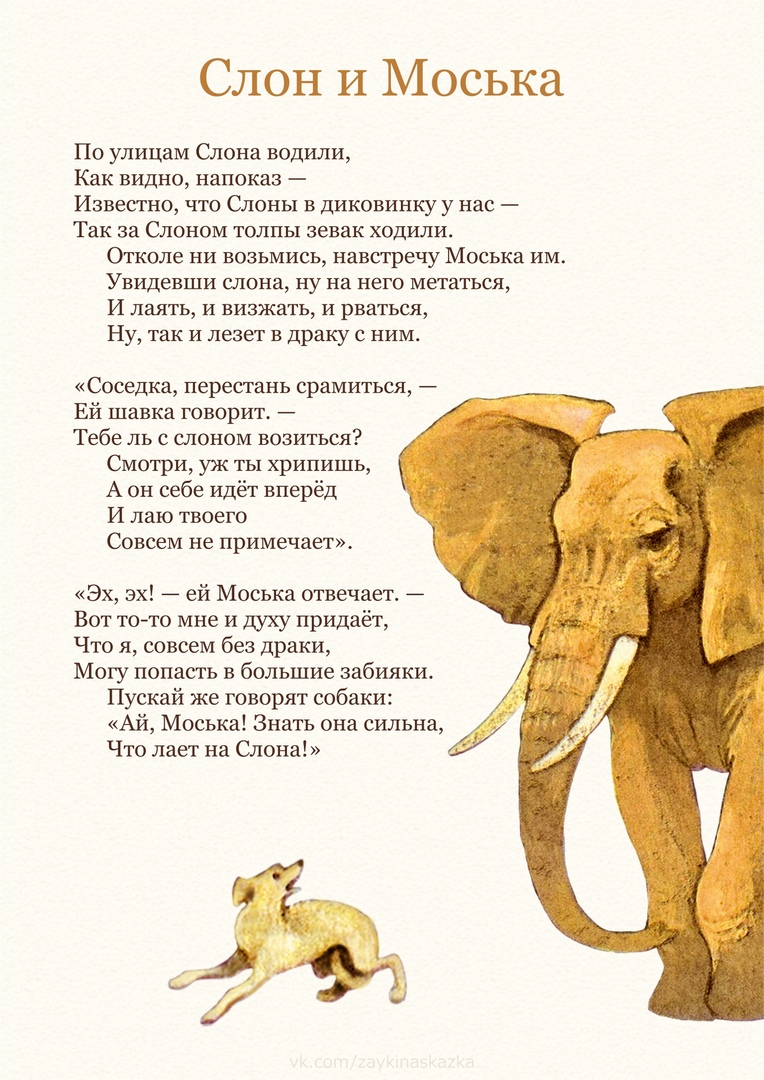 Слон и Моська
По улицам Слона водили,
Как видно, напоказ —
Известно, что Слоны в диковинку у нас —
Так за Слоном толпы зевак ходили.
Отколе ни возьмись, навстречу Моська им.
Увидевши слона, ну на него метаться,
И лаять, и визжать, и рваться,
Ну, так и лезет в драку с ним.
«Соседка, перестань срамиться, —
Ей шавка говорит. —
Тебе ль с слоном возиться?
Смотри, уж ты хрипишь,
А он себе идёт вперёд
И лаю твоего
Совсем не примечает».
«Эх, эх! — ей Моська отвечает. —
Вот то-то мне и духу придаёт,
Что я, совсем без драки,
Могу попасть в большие забияки.
Пускай же говорят собаки:
«Ай, Моська! Знать она сильна,
Что лает на Слона!»
vk.com/zaykinaskazka